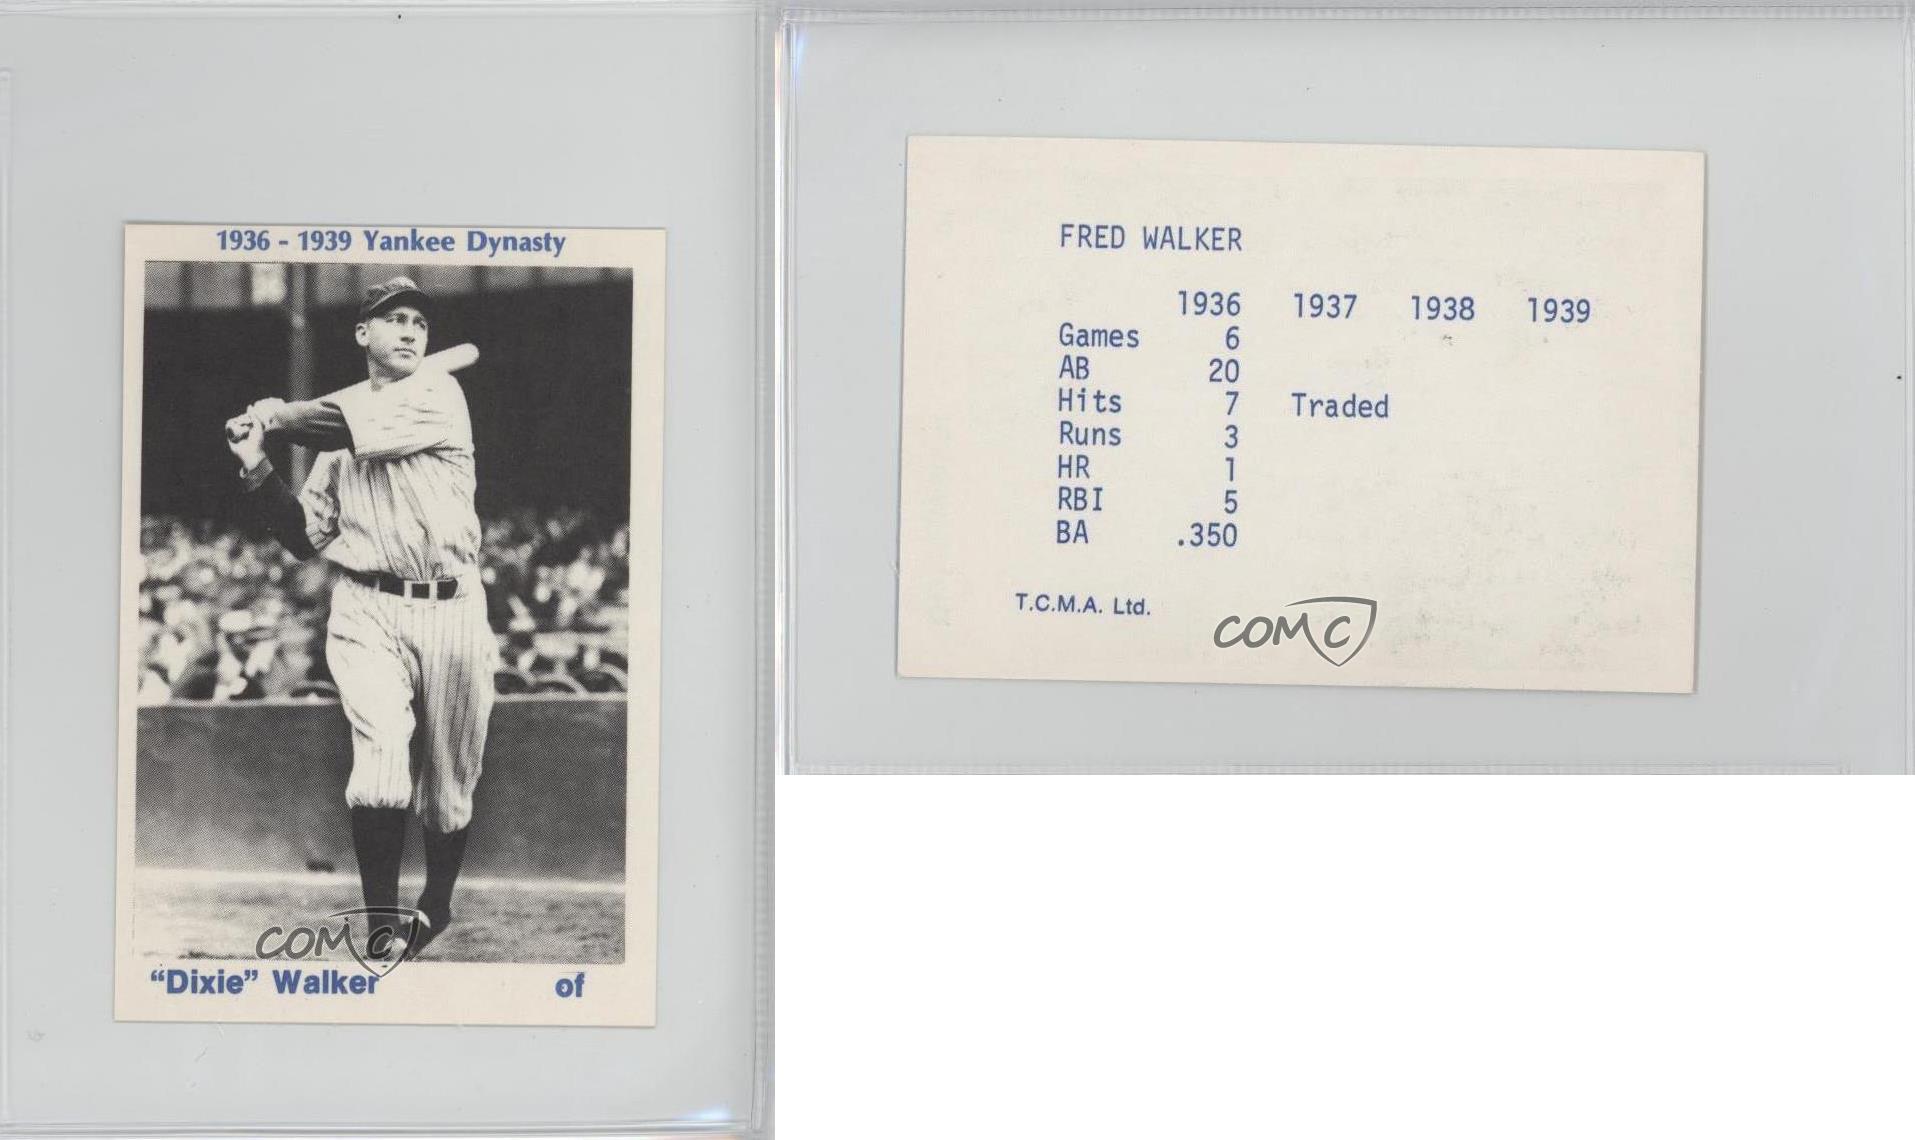 1936 - 1939 Yankee Dynasty
COMC
“Dixie” Walker of
FRED WALKER
1936 1937 1938 1939
Games 6
AB 20
Hits 7 Traded
Runs 3
HR 1
RBI 5
BA .350
T.C.M.A. Ltd.
COMC